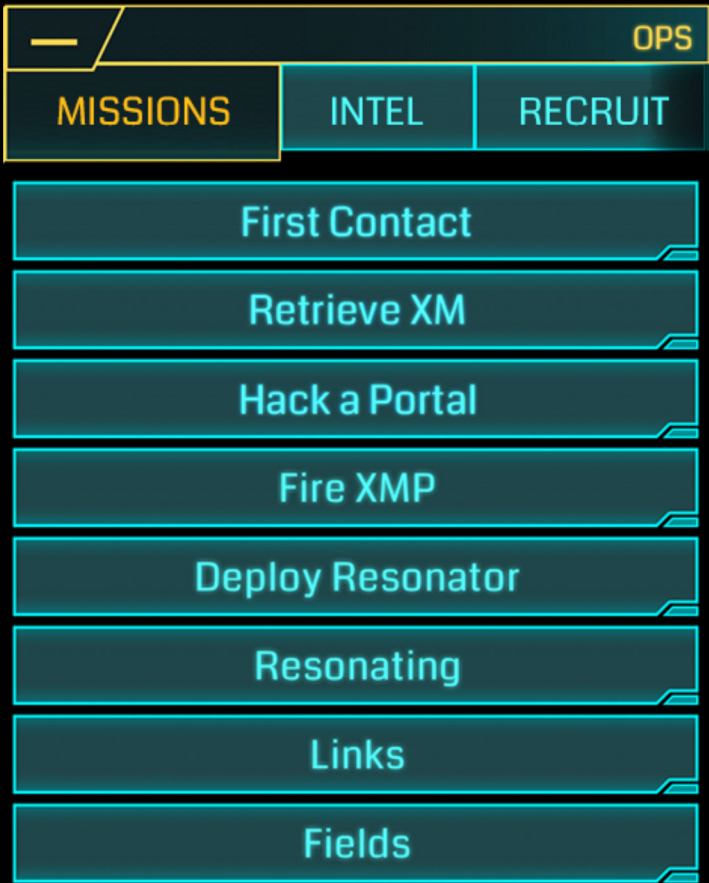 OPS
MISSIONS INTEL RECRUIT
First Contact
Retrieve XM
Hack a Portal
Fire XMP
Deploy Resonator
Resonating
Links
Fields